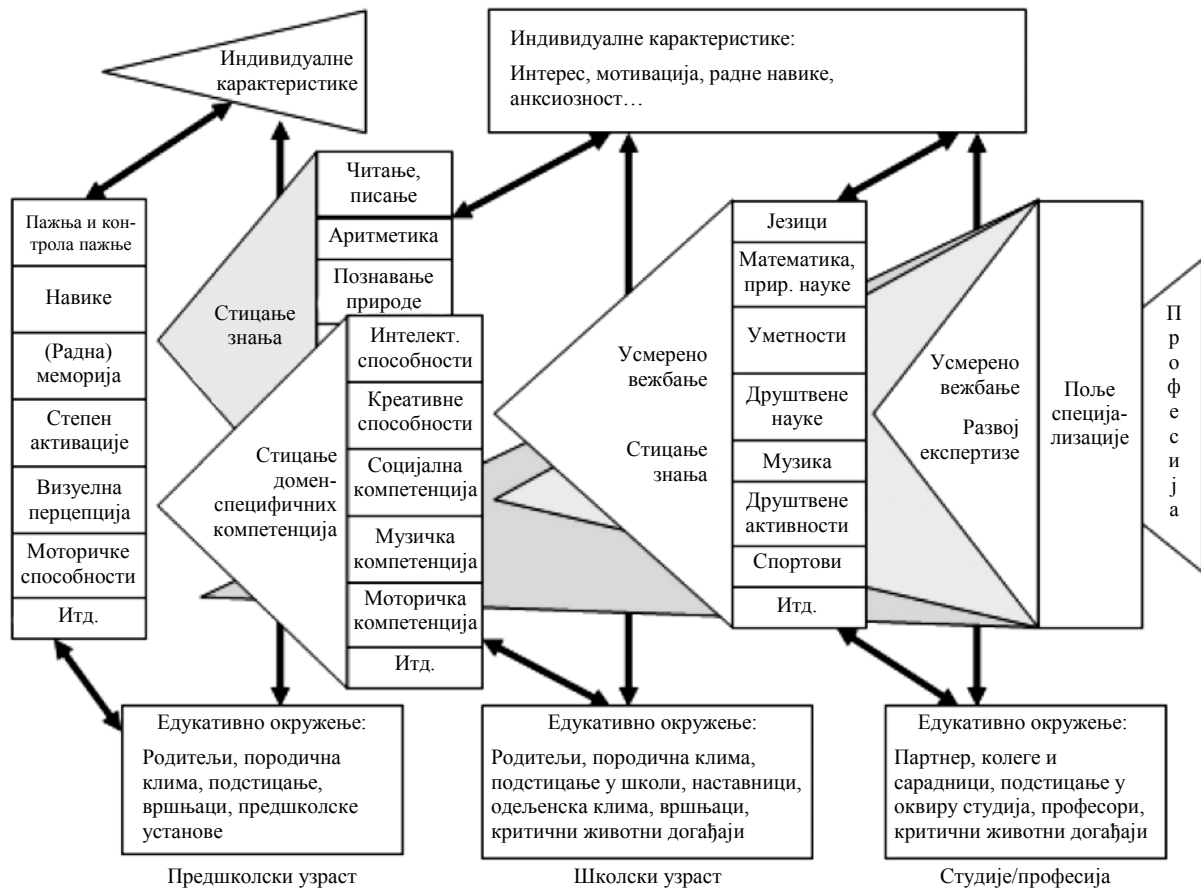 Индивидуалне
карактеристике
Индивидуалне карактеристике:
Интерес, мотивација, радне навике,
анксиозност…
Пажња и кон-
трола пажње
Навике
(Радна)
меморија
Степен
активације
Визуелна
перцепција
Моторичке
способности
Итд.
Стицање
знања
Читање,
писање
Аритметика
Познавање
природе
Стицање
домен-
специфичних
компетенција
Интелект.
способности
Креативне
способности
Социјална
компетенција
Музичка
компетенција
Моторичка
компетенција
Итд.
Усмерено
вежбање
Стицање
знања
Језици
Математика,
прир. науке
Уметности
Друштвене
науке
Музика
Друштвене
активности
Спортови
Итд.
Усмерено
вежбање
Развој
експертизе
Поље
специја-
лизације
П
р
о
ф
е
с
и
ј
а
Едукативно окружење:
Родитељи, породична
клима, подстицање,
вршњаци, предшколске
установе
Едукативно окружење:
Родитељи, породична клима,
подстицање у школи, наставници,
одељенска клима, вршњаци,
критични животни догађаји
Едукативно окружење:
Партнер, колеге и
сарадници, подстицање у
оквиру студија, професори,
критични животни догађаји
Предшколски узраст
Школски узраст
Студије/професија